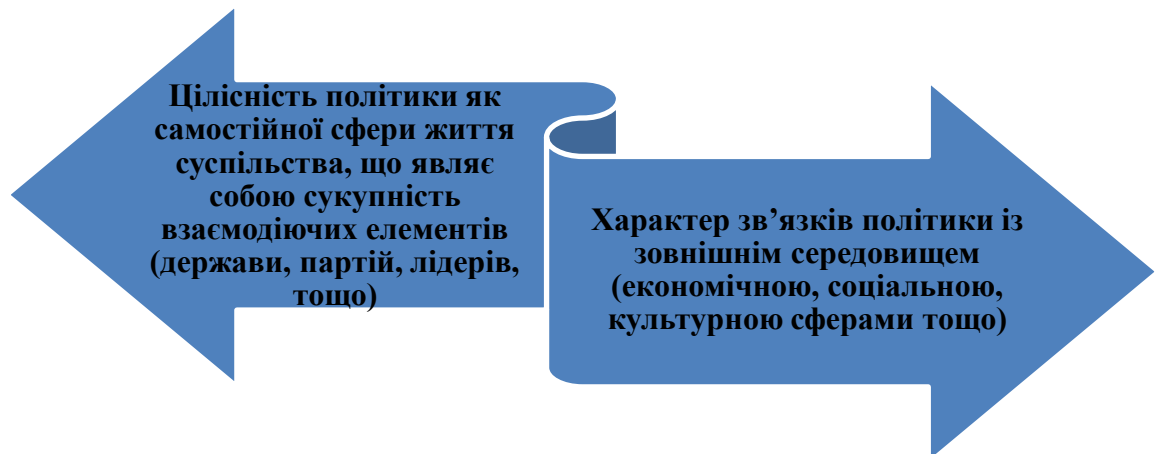 Цілісність політики як
самостійної сфери життя
суспільства, що являє
собою сукупність
взаємодіючих елементів
(держави, партій, лідерів,
тощо)
Характер зв’язків політики із
зовнішнім середовищем
(економічною, соціальною,
культурною сферами тощо)